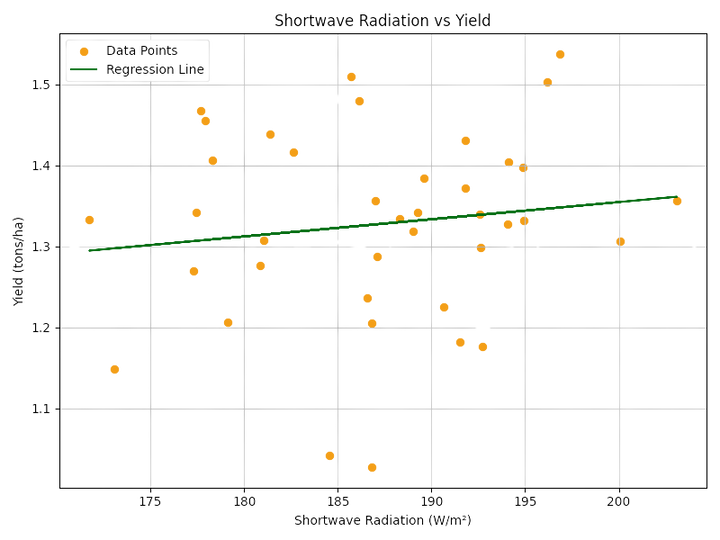 Shortwave Radiation vs Yield
Data Points
Regression Line
1.5
1.4
1.3
1.2
1.1
Yield (tons/ha)
175 180 185 190 195 200
Shortwave Radiation (W/m²)